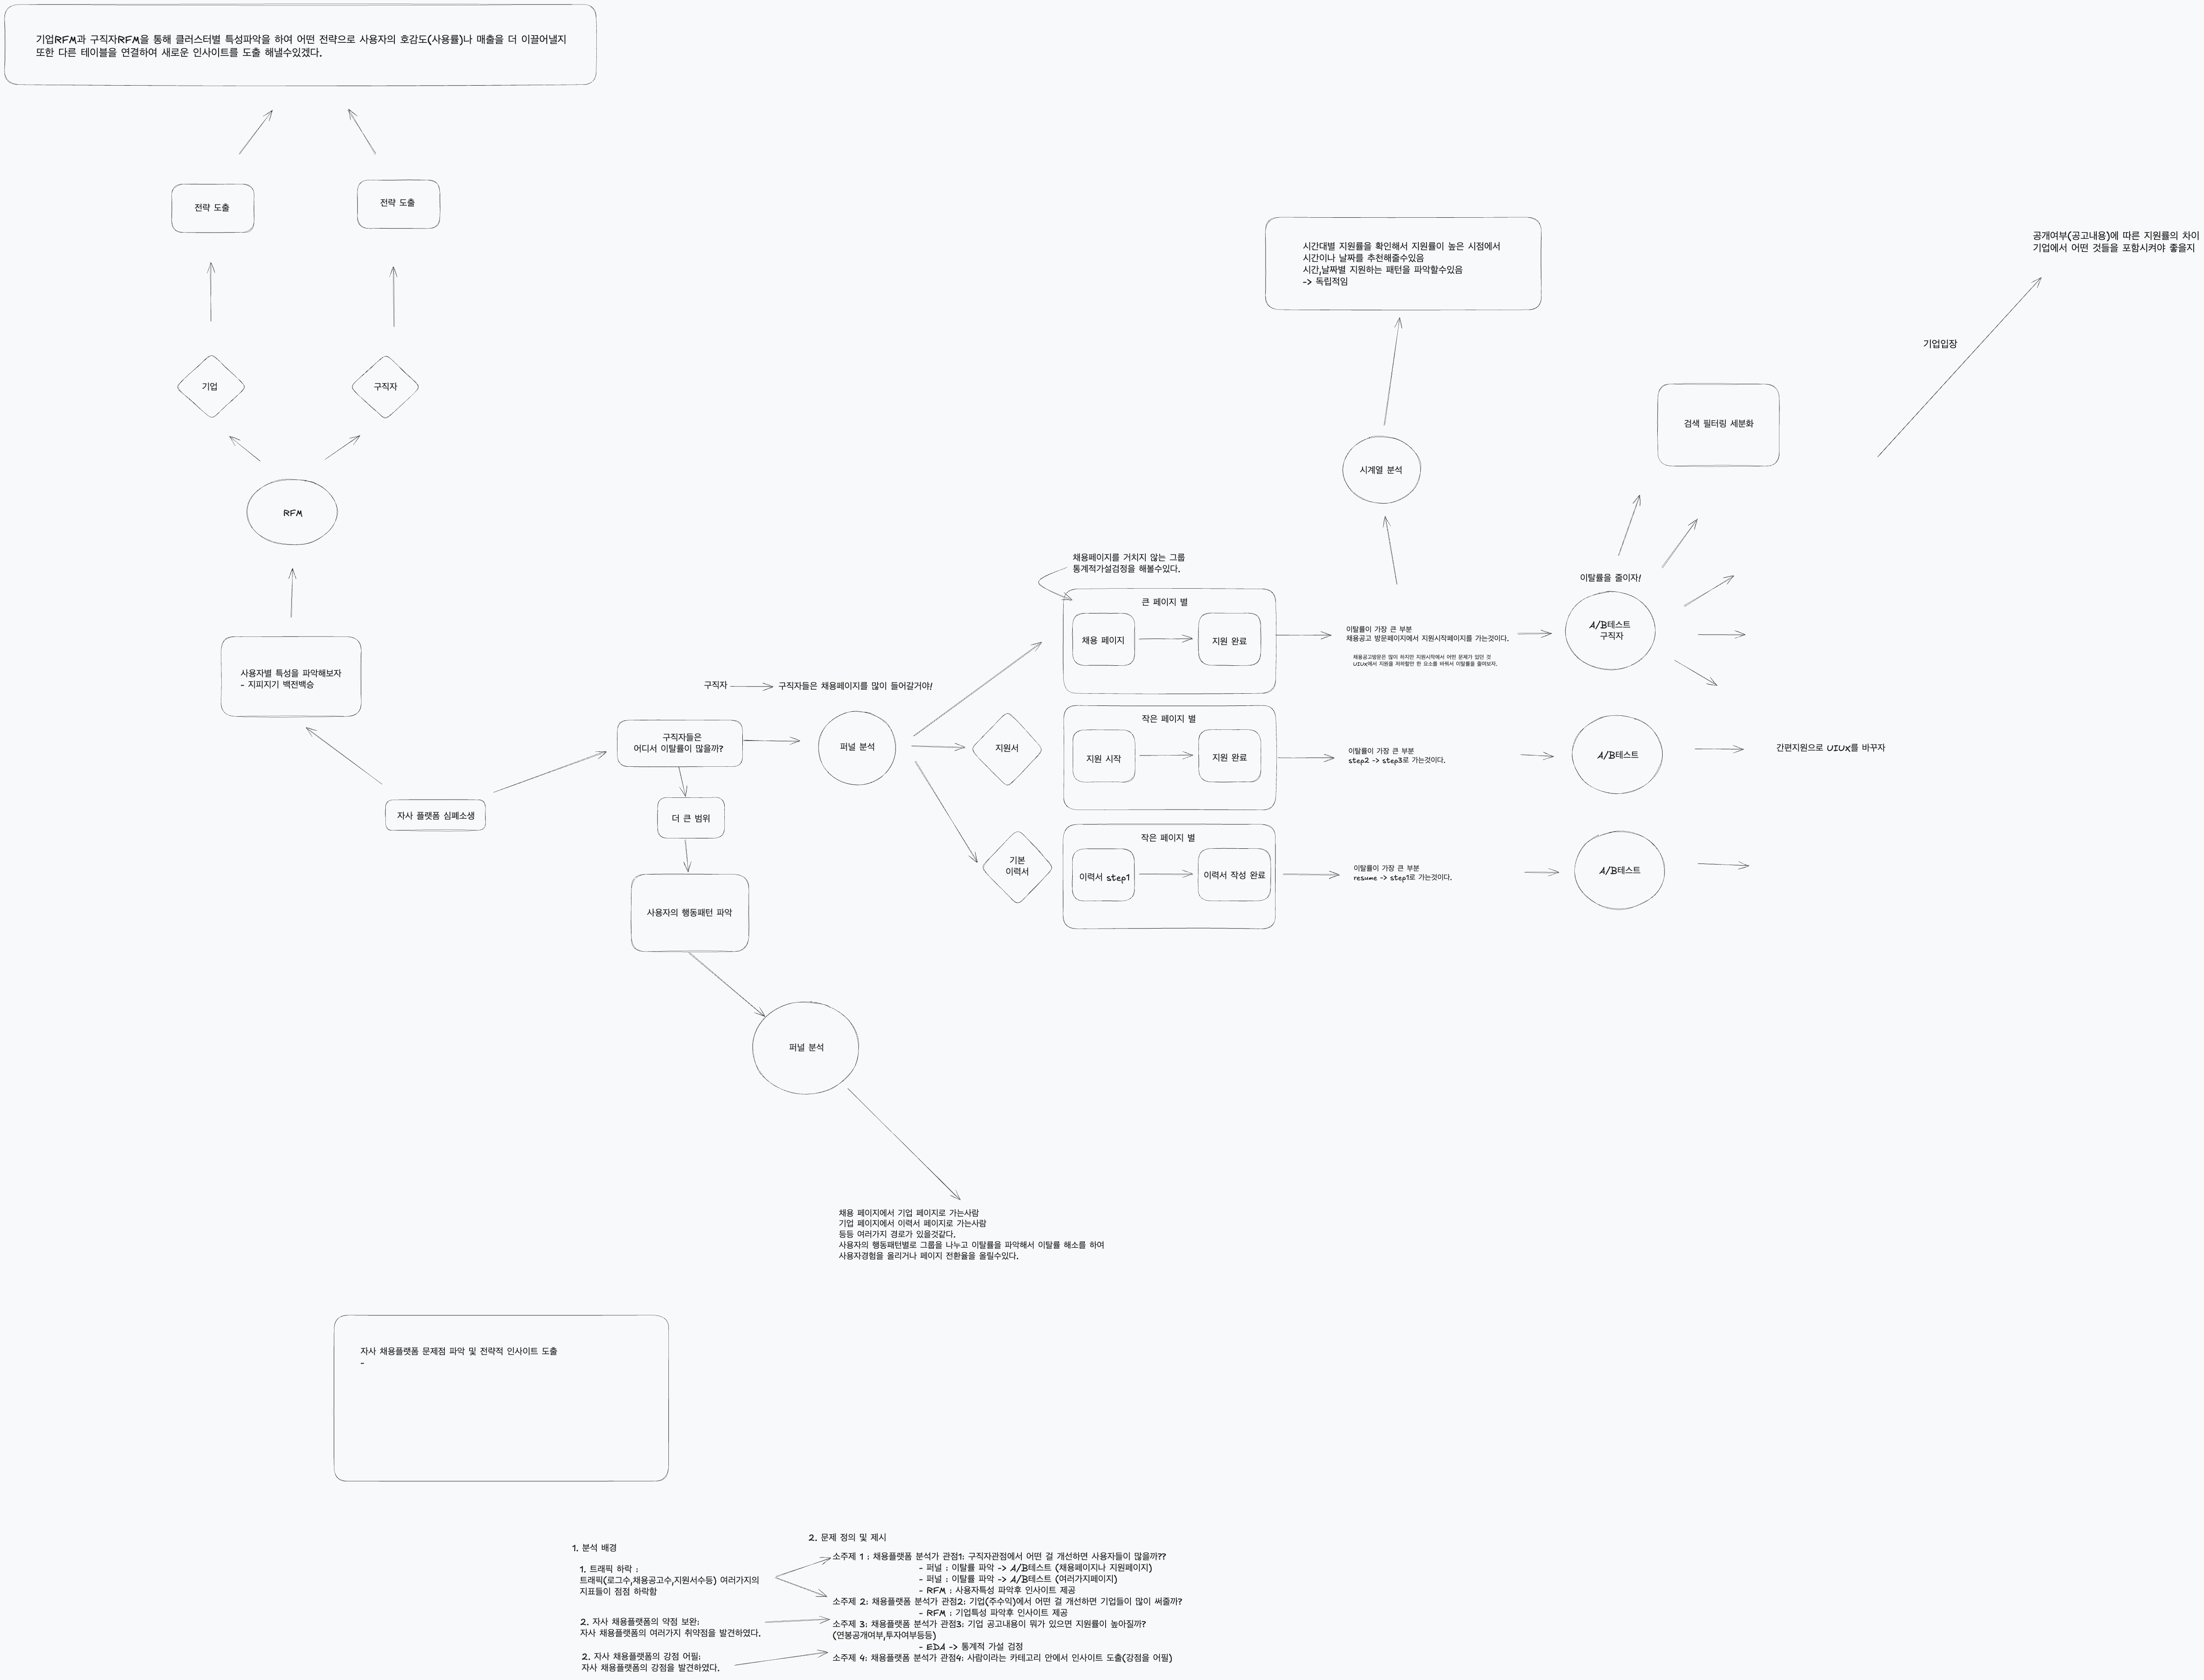 기업RFM과 구직자RFM을 통해 클러스터별 특성파악을 하여 어떤 전략으로 사용자의 호감도(사용률)나 매출을 더 이끌어낼지
또한 다른 테이블을 연결하여 새로운 인사이트를 도출 해낼수있겠다.
전략 도출
전략 도출
기업
구직자
RFM
사용자별 특성을 파악해보자
- 지피지기 백전백승
자사 플랫폼 심폐소생
구직자
구직자들은 채용페이지를 많이 들어갈거야!
구직자들은
어디서 이탈률이 많을까?
더 큰 범위
사용자의 행동패턴 파악
퍼널 분석
채용 페이지에서 기업 페이지로 가는사람
기업 페이지에서 이력서 페이지로 가는사람
등등 여러가지 경로가 있을것같다.
사용자의 행동패턴별로 그룹을 나누고 이탈률을 파악해서 이탈률 해소를 하여
사용자경험을 올리거나 페이지 전환율을 올릴수있다.
퍼널 분석
지원서
기본
이력서
채용페이지를 거치지 않는 그룹
통계적가설검정을 해볼수있다.
큰 페이지 별
채용 페이지
지원 완료
작은 페이지 별
지원 시작
지원 완료
작은 페이지 별
이력서 step1
이력서 작성 완료
시간대별 지원률을 확인해서 지원률이 높은 시점에서
시간이나 날짜를 추천해줄수있음
시간,날짜별 지원하는 패턴을 파악할수있음
-> 독립적임
시계열 분석
이탈률이 가장 큰 부분
채용공고 방문페이지에서 지원시작페이지를 가는것이다.
채용공고방문은 많이 하지만 지원시작에서 어떤 문제가 있던 것
UIUX에서 지원을 저하할만 한 요소를 바꿔서 이탈률을 줄여보자.
이탈률이 가장 큰 부분
step2 -> step3로 가는것이다.
이탈률이 가장 큰 부분
resume -> step1로 가는것이다.
이탈률을 줄이자!
A/B테스트
구직자
A/B테스트
A/B테스트
검색 필터링 세분화
간편지원으로 UIUX를 바꾸자
기업입장
공개여부(공고내용)에 따른 지원률의 차이
기업에서 어떤 것들을 포함시켜야 좋을지
자사 채용플랫폼 문제점 파악 및 전략적 인사이트 도출
-
1. 분석 배경
1. 트래픽 하락 :
트래픽(로그수,채용공고수,지원서수등) 여러가지의
지표들이 점점 하락함
2. 자사 채용플랫폼의 약점 보완:
자사 채용플랫폼의 여러가지 취약점을 발견하였다.
2. 자사 채용플랫폼의 강점 어필:
자사 채용플랫폼의 강점을 발견하였다.
2. 문제 정의 및 제시
소주제 1 : 채용플랫폼 분석가 관점1: 구직자관점에서 어떤 걸 개선하면 사용자들이 많을까??
- 퍼널 : 이탈률 파악 -> A/B테스트 (채용페이지나 지원페이지)
- 퍼널 : 이탈률 파악 -> A/B테스트 (여러가지페이지)
- RFM : 사용자특성 파악후 인사이트 제공
소주제 2: 채용플랫폼 분석가 관점2: 기업(주수익)에서 어떤 걸 개선하면 기업들이 많이 써줄까?
- RFM : 기업특성 파악후 인사이트 제공
소주제 3: 채용플랫폼 분석가 관점3: 기업 공고내용이 뭐가 있으면 지원률이 높아질까?
(연봉공개여부,투자여부등등)
- EDA -> 통계적 가설 검정
소주제 4: 채용플랫폼 분석가 관점4: 사람이라는 카테고리 안에서 인사이트 도출(강점을 어필)